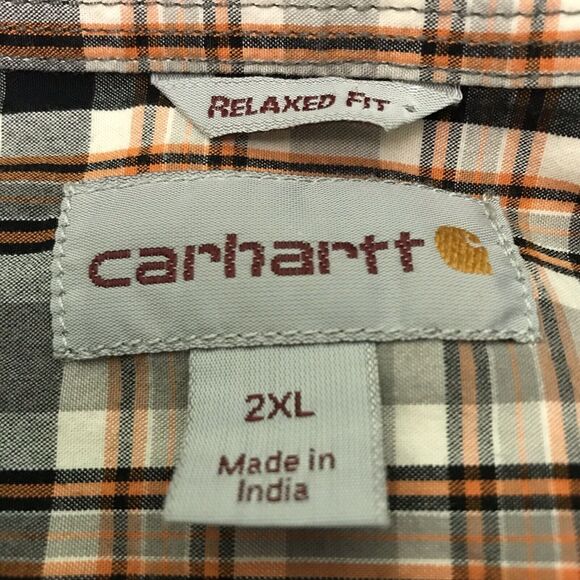 RELAXED FIT
carhartt
2XL
Made in
India